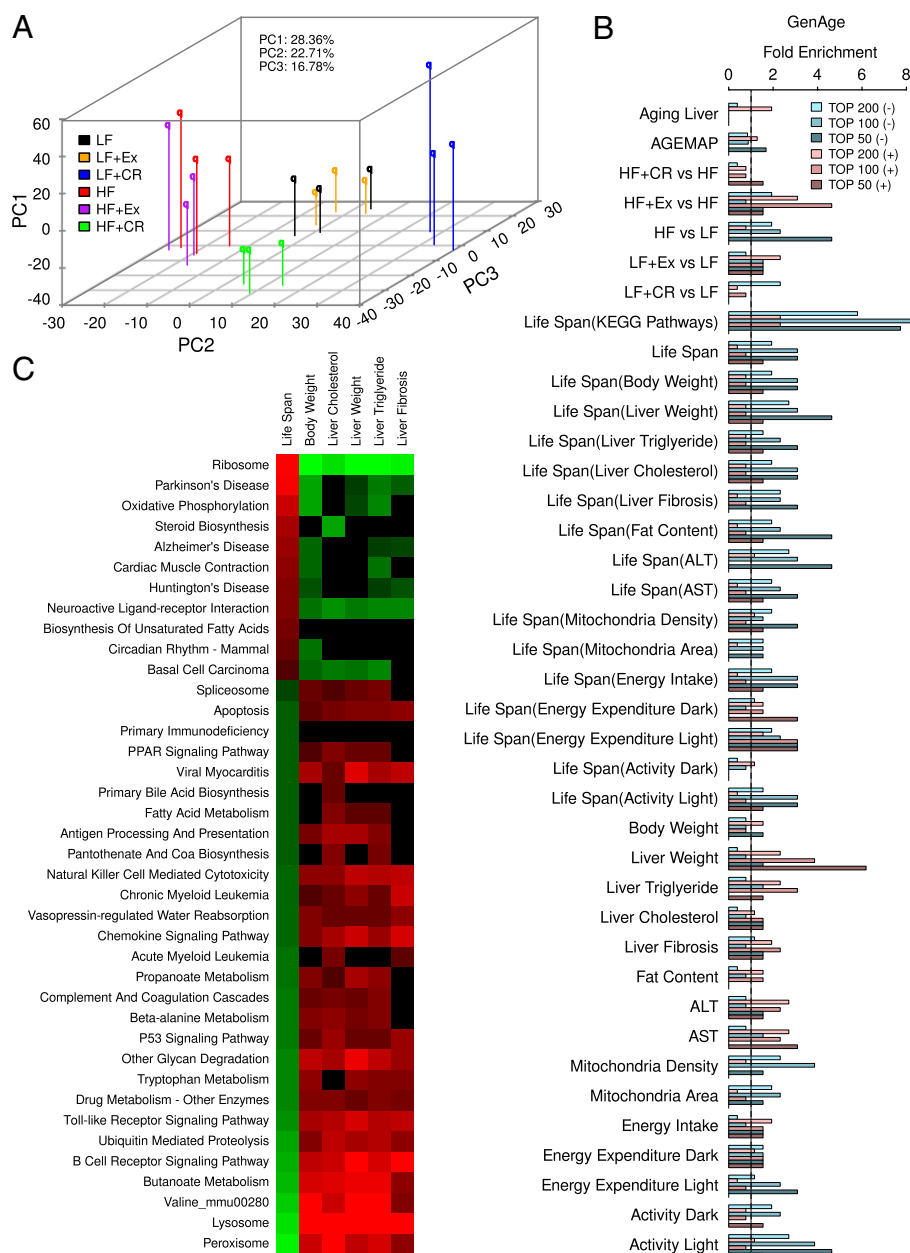 A
PC1: 28.36%
PC2: 22.71%
PC3: 16.78%
60
40
20
0
-20
-40
PC1
LF
LF+Ex
LF+CR
HF
HF+Ex
HF+CR
-30
-20
-10
0
10
20
30
40
PC2
-40
-30
-20
-10
0
10
20
30
PC3
B
GenAge
Fold Enrichment
0 2 4 6 8
TOP 200 (-)
TOP 100 (-)
TOP 50 (-)
TOP 200 (+)
TOP 100 (+)
TOP 50 (+)
Aging Liver
AGEMAP
HF+CR vs HF
HF+Ex vs HF
HF vs LF
LF+Ex vs LF
LF+CR vs LF
Life Span(KEGG Pathways)
Life Span
Life Span(Body Weight)
Life Span(Liver Weight)
Life Span(Liver Triglyeride)
Life Span(Liver Cholesterol)
Life Span(Liver Fibrosis)
Life Span(Fat Content)
Life Span(ALT)
Life Span(AST)
Life Span(Mitochondria Density)
Life Span(Mitochondria Area)
Life Span(Energy Intake)
Life Span(Energy Expenditure Dark)
Life Span(Energy Expenditure Light)
Life Span(Activity Dark)
Life Span(Activity Light)
Body Weight
Liver Weight
Liver Triglyeride
Liver Cholesterol
Liver Fibrosis
Fat Content
ALT
AST
Mitochondria Density
Mitochondria Area
Energy Intake
Energy Expenditure Dark
Energy Expenditure Light
Activity Dark
Activity Light
C
Life Span
Body Weight
Liver Cholesterol
Liver Weight
Liver Triglyeride
Liver Fibrosis
Ribosome
Parkinson's Disease
Oxidative Phosphorylation
Steroid Biosynthesis
Alzheimer's Disease
Cardiac Muscle Contraction
Huntington's Disease
Neuroactive Ligand-receptor Interaction
Biosynthesis Of Unsaturated Fatty Acids
Circadian Rhythm - Mammal
Basal Cell Carcinoma
Spliceosome
Apoptosis
Primary Immunodeficiency
PPAR Signaling Pathway
Viral Myocarditis
Primary Bile Acid Biosynthesis
Fatty Acid Metabolism
Antigen Processing And Presentation
Pantothenate And Coa Biosynthesis
Natural Killer Cell Mediated Cytotoxicity
Chronic Myeloid Leukemia
Vasopressin-regulated Water Reabsorption
Chemokine Signaling Pathway
Acute Myeloid Leukemia
Propanoate Metabolism
Complement And Coagulation Cascades
Beta-alanine Metabolism
P53 Signaling Pathway
Other Glycan Degradation
Tryptophan Metabolism
Drug Metabolism - Other Enzymes
Toll-like Receptor Signaling Pathway
Ubiquitin Mediated Proteolysis
B Cell Receptor Signaling Pathway
Butanoate Metabolism
Valine_mmu00280
Lysosome
Peroxisome